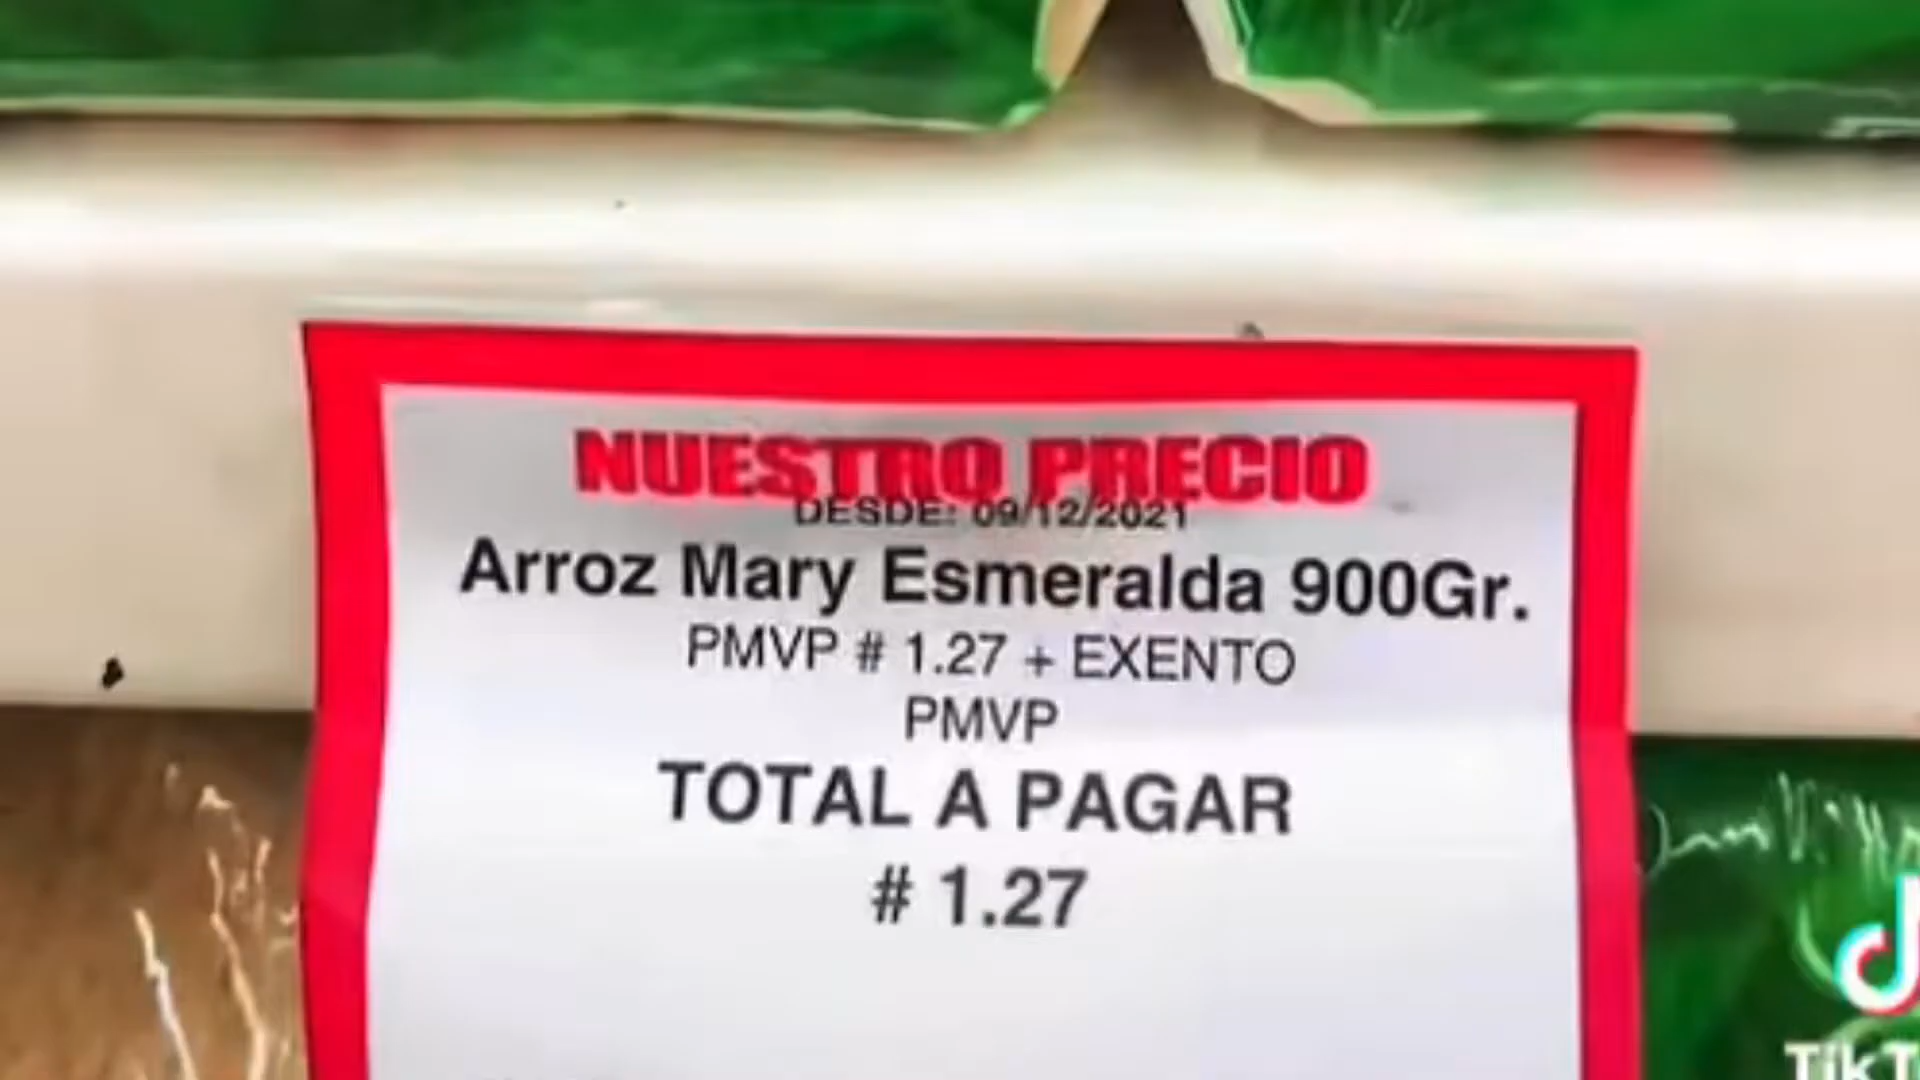 NUESTRO PRECIO
DESDE: 09/12/2021
Arroz Mary Esmeralda 900Gr.
PMVP # 1.27 + EXENTO
PMVP
TOTAL A PAGAR
# 1.27